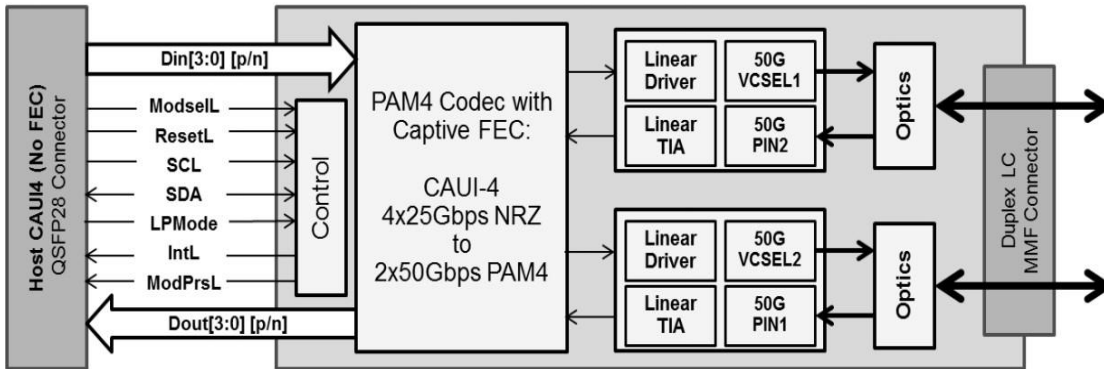 Host CAUI4 (No FEC)
QSFP28 Connector
Din[3:0] [p/n]
ModselL
ResetL
SCL
SDA
LPMode
IntL
ModPrsL
Dout[3:0] [p/n]
Control
PAM4 Codec with
Captive FEC:
CAUI-4
4x25Gbps NRZ
to
2x50Gbps PAM4
Linear
Driver
50G
VCSEL1
Linear
TIA
50G
PIN2
Optics
Linear
Driver
50G
VCSEL2
Linear
TIA
50G
PIN1
Optics
Duplex LC
MMF Connector